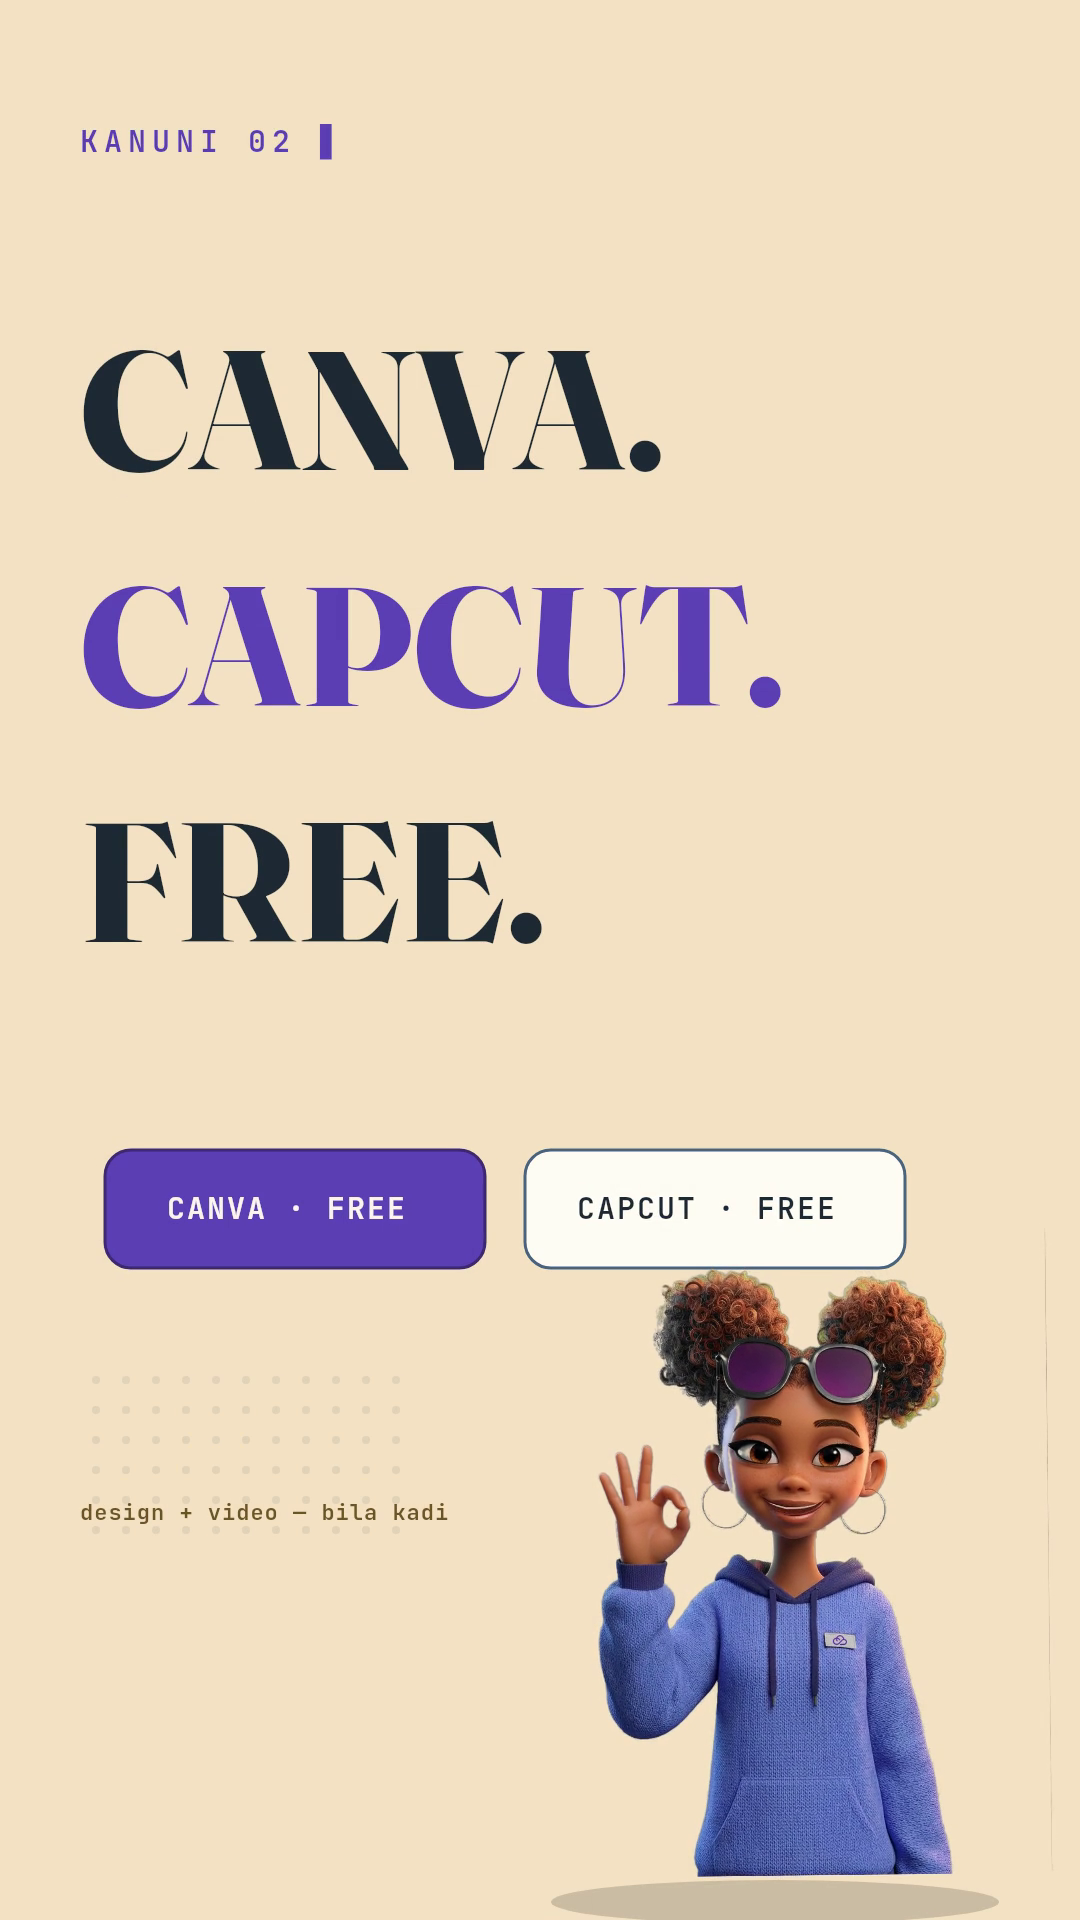 KANUNI 02
CANVA.
CAPCUT.
FREE.
CANVA · FREE
CAPCUT · FREE
design + video — bila kadi